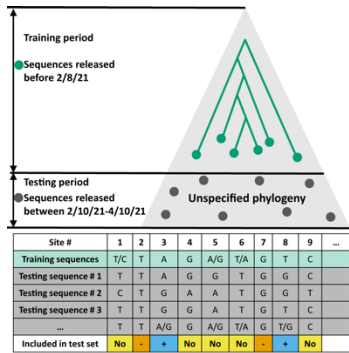 Training period
Sequences released
before 2/8/21
Testing period
Sequences released
between 2/10/21-4/10/21
Unspecified phylogeny
Site # 1 2 3 4 5 6 7 8 9 ...
Training sequences T/C T A G A/G T/A G T C
Testing sequence # 1 T T A G G T G G C
Testing sequence # 2 C T G A A T G G T
Testing sequence # 3 T T G G A T G T C
... T T A/G G A/G T/A G T/G C
Included in test set No - + No No No - + No